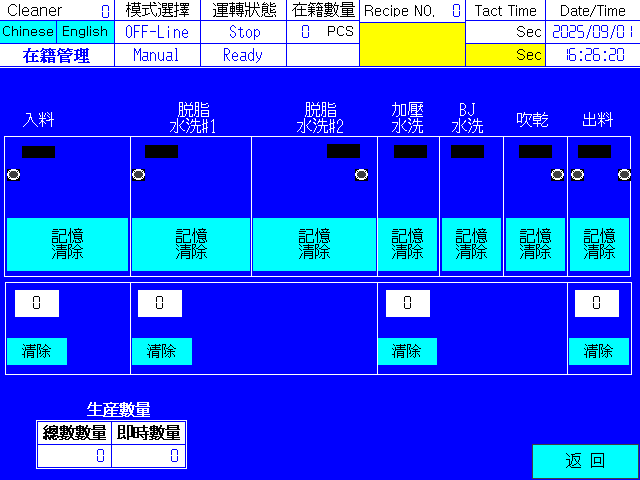 Cleaner 0 模式選擇 運轉狀態 在籍數量 Recipe NO. 0 Tact Time Date/Time
Chinese English OFF-Line Stop 0 PCS Sec 2025/09/01
在籍管理 Manual Ready Sec 16:26:20
入料 脫脂 脫脂 加壓 BJ 吹乾 出料
水洗#1 水洗#2 水洗 水洗
記憶 記憶 記憶 記憶 記憶 記憶 記憶
清除 清除 清除 清除 清除 清除 清除
0 0 0 0
清除 清除 清除 清除
生産數量
總數數量 即時數量
0 0
返 回